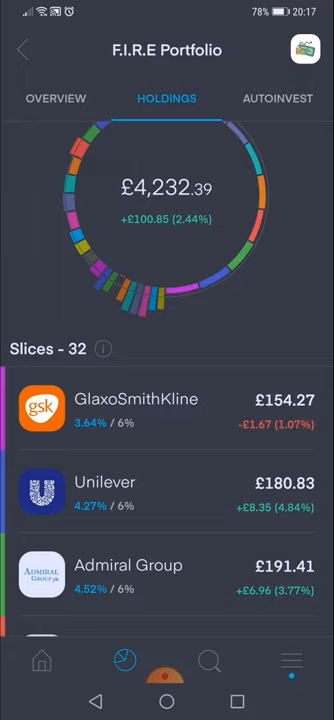 78% 20:17
F.I.R.E Portfolio
OVERVIEW HOLDINGS AUTOINVEST
£4,232.39
+£100.85 (2.44%)
Slices - 32 i
gsk GlaxoSmithKline £154.27
3.64% / 6% -£1.67 (1.07%)
Unilever £180.83
4.27% / 6% +£8.35 (4.84%)
ADMIRAL GROUP plc Admiral Group £191.41
4.52% / 6% +£6.96 (3.77%)